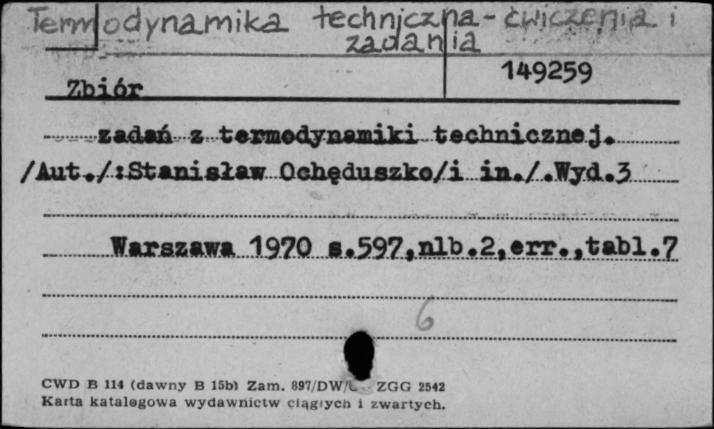 Termodynamika techniczna - ćwiczenia i
zadania
149259
Zbiór
zadań z termodynamiki technicznej.
/Aut./:Stanisław Ochęduszko/i in./.Wyd.3
Warszawa 1970 s.597,nlb.2,err.,tabl.7
6
CWD B 114 (dawny B 15b) Zam. 897/DW/ ZGG 2542
Karta katalogowa wydawnictw ciągłych i zwartych.